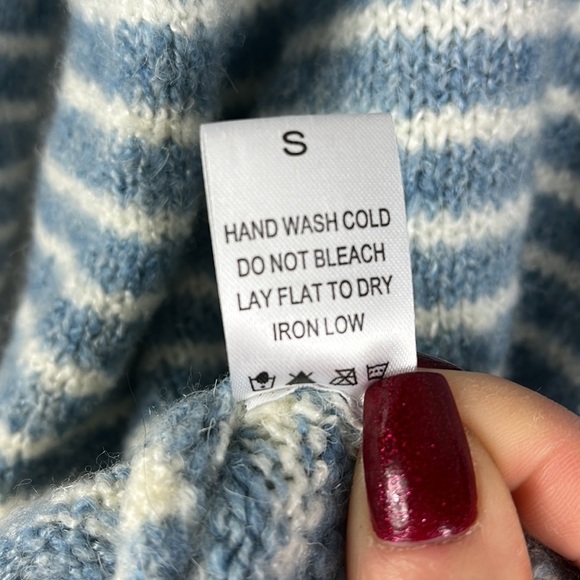 S
HAND WASH COLD
DO NOT BLEACH
LAY FLAT TO DRY
IRON LOW